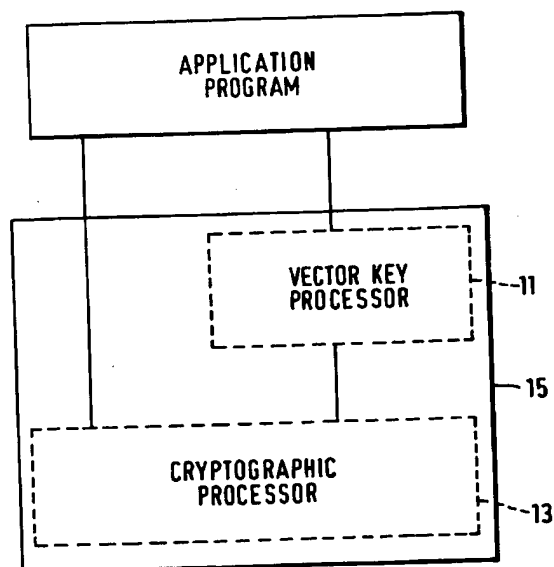 APPLICATION
PROGRAM
VECTOR KEY
PROCESSOR
11
15
CRYPTOGRAPHIC
PROCESSOR
13